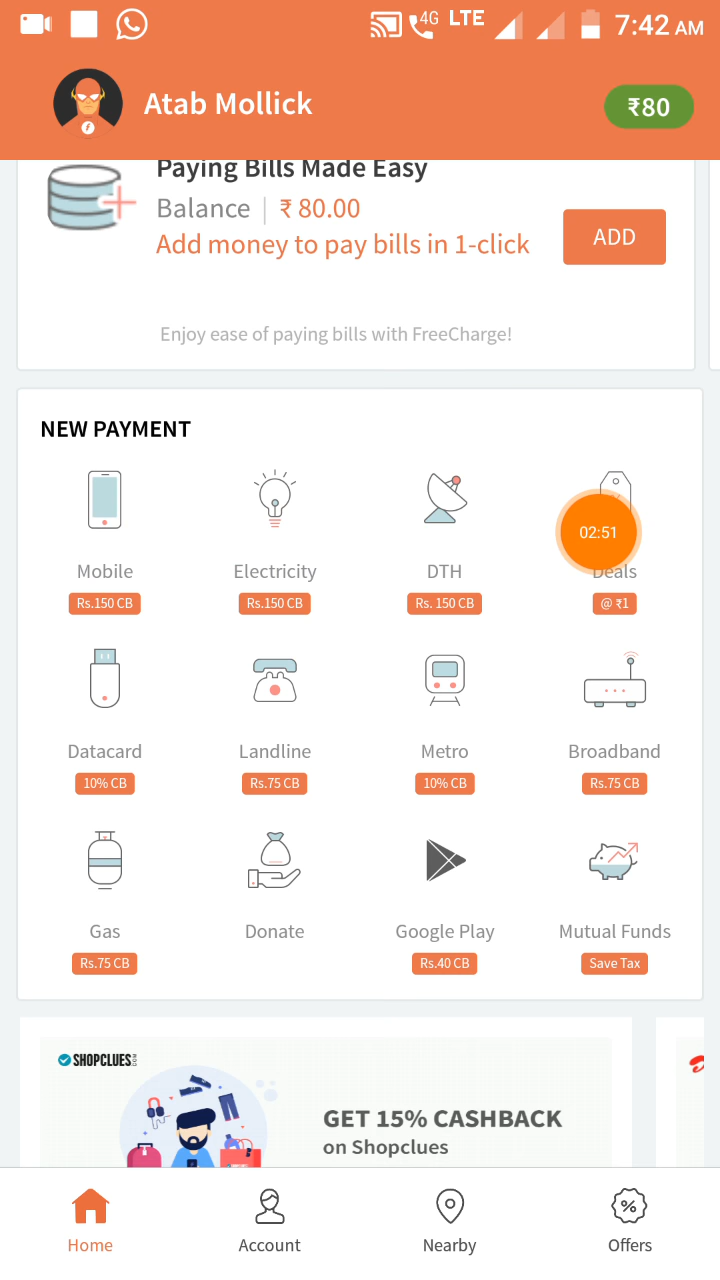 4G LTE 7:42 AM
Atab Mollick
₹80
Paying Bills Made Easy
Balance | ₹ 80.00
Add money to pay bills in 1-click
ADD
Enjoy ease of paying bills with FreeCharge!
NEW PAYMENT
02:51
Mobile Electricity DTH Deals
Rs.150 CB Rs.150 CB Rs. 150 CB @ ₹1
Datacard Landline Metro Broadband
10% CB Rs.75 CB 10% CB Rs.75 CB
Gas Donate Google Play Mutual Funds
Rs.75 CB Rs.40 CB Save Tax
SHOPCLUES.COM
GET 15% CASHBACK
on Shopclues
Home Account Nearby Offers